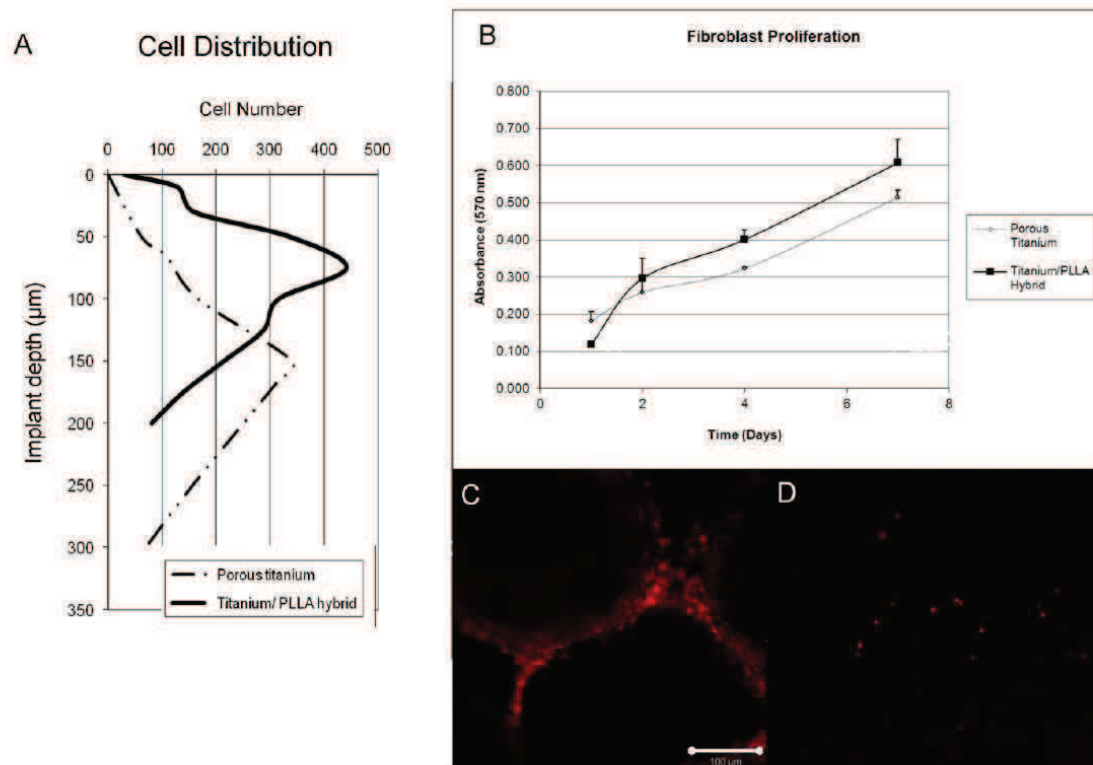 A
Cell Distribution
Cell Number
0 100 200 300 400 500
0
50
100
150
200
250
300
350
Implant depth (µm)
Porous titanium
Titanium/ PLLA hybrid
B
Fibroblast Proliferation
0.800
0.700
0.600
0.500
0.400
0.300
0.200
0.100
0.000
Absorbance (570 nm)
0 2 4 6 8
Time (Days)
Porous
Titanium
Titanium/PLLA
Hybrid
C
100 µm
D